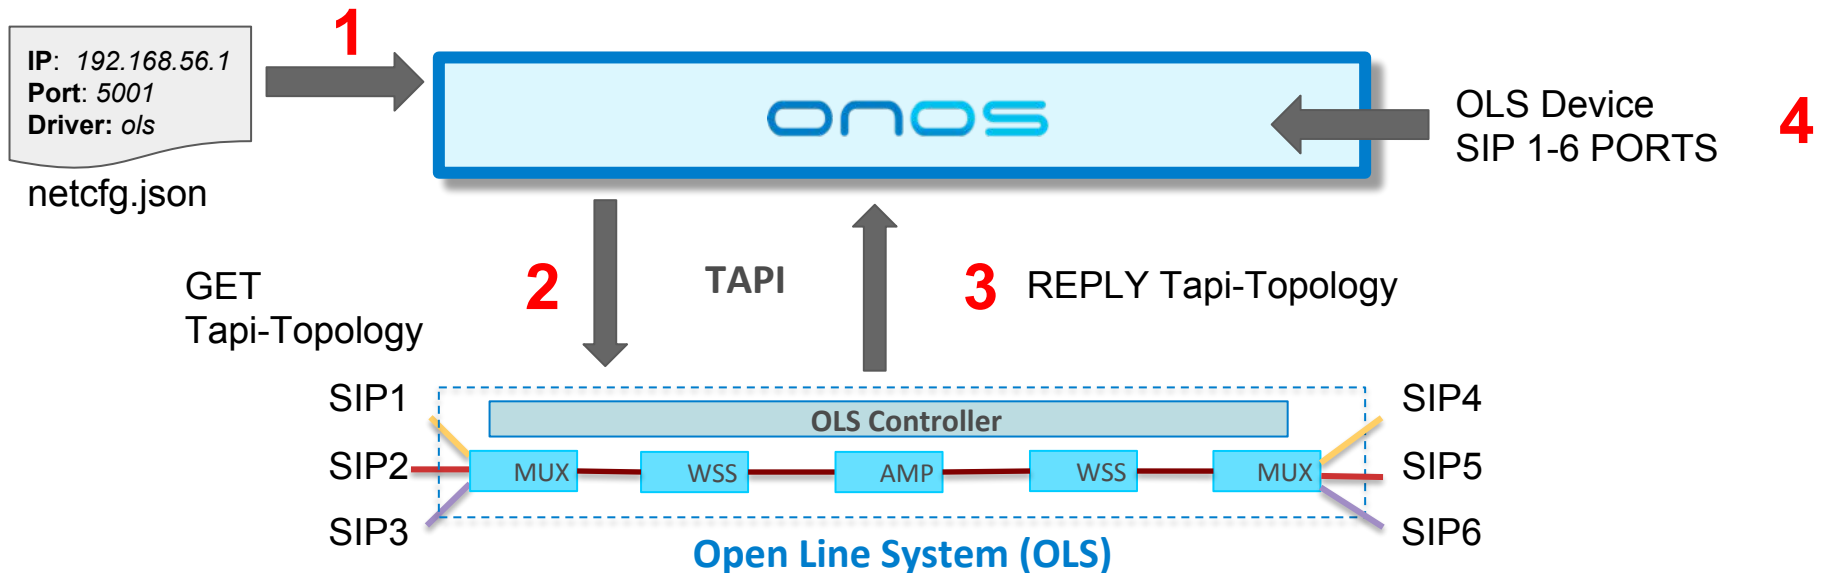 1
IP: 192.168.56.1
Port: 5001
Driver: ols
netcfg.json
onos
OLS Device
SIP 1-6 PORTS
4
GET
Tapi-Topology
2
TAPI
3
REPLY Tapi-Topology
SIP1
SIP2
SIP3
OLS Controller
MUX
WSS
AMP
WSS
MUX
SIP4
SIP5
SIP6
Open Line System (OLS)